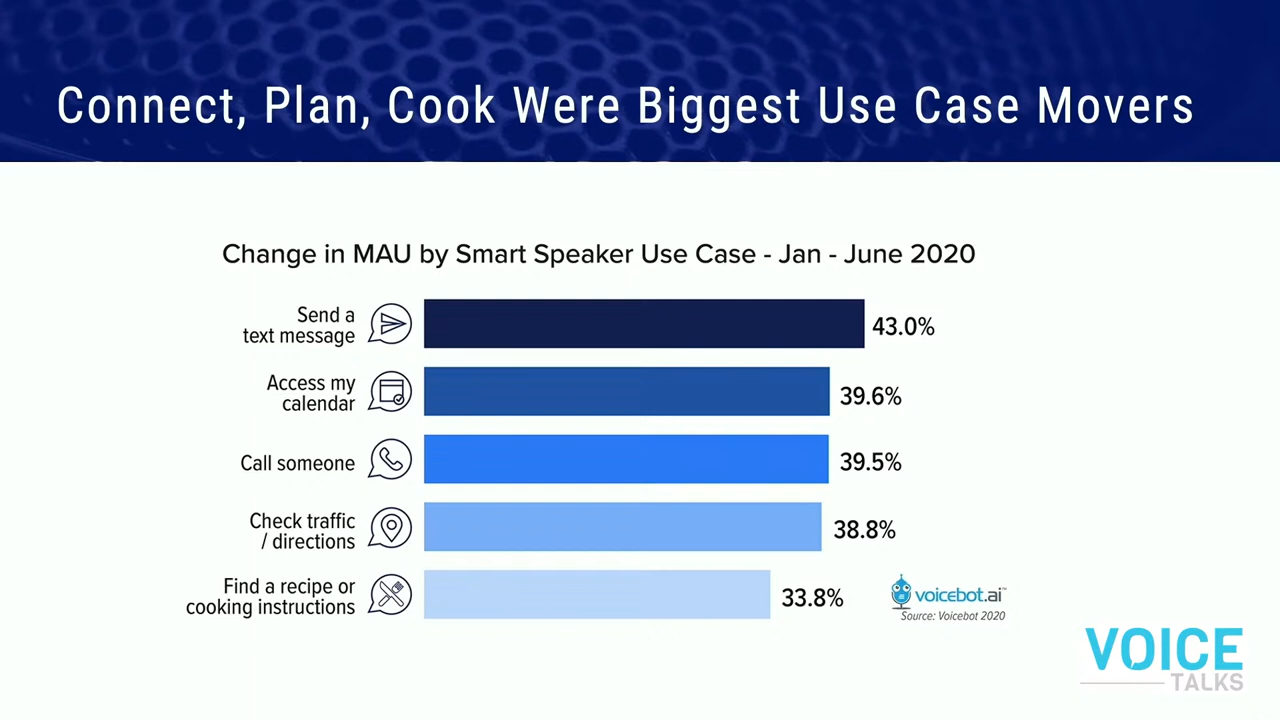 Connect, Plan, Cook Were Biggest Use Case Movers
Change in MAU by Smart Speaker Use Case - Jan - June 2020
Send a
text message
43.0%
Access my
calendar
39.6%
Call someone
39.5%
Check traffic
/ directions
38.8%
Find a recipe or
cooking instructions
33.8%
voicebot.ai™
Source: Voicebot 2020
VOICE
TALKS